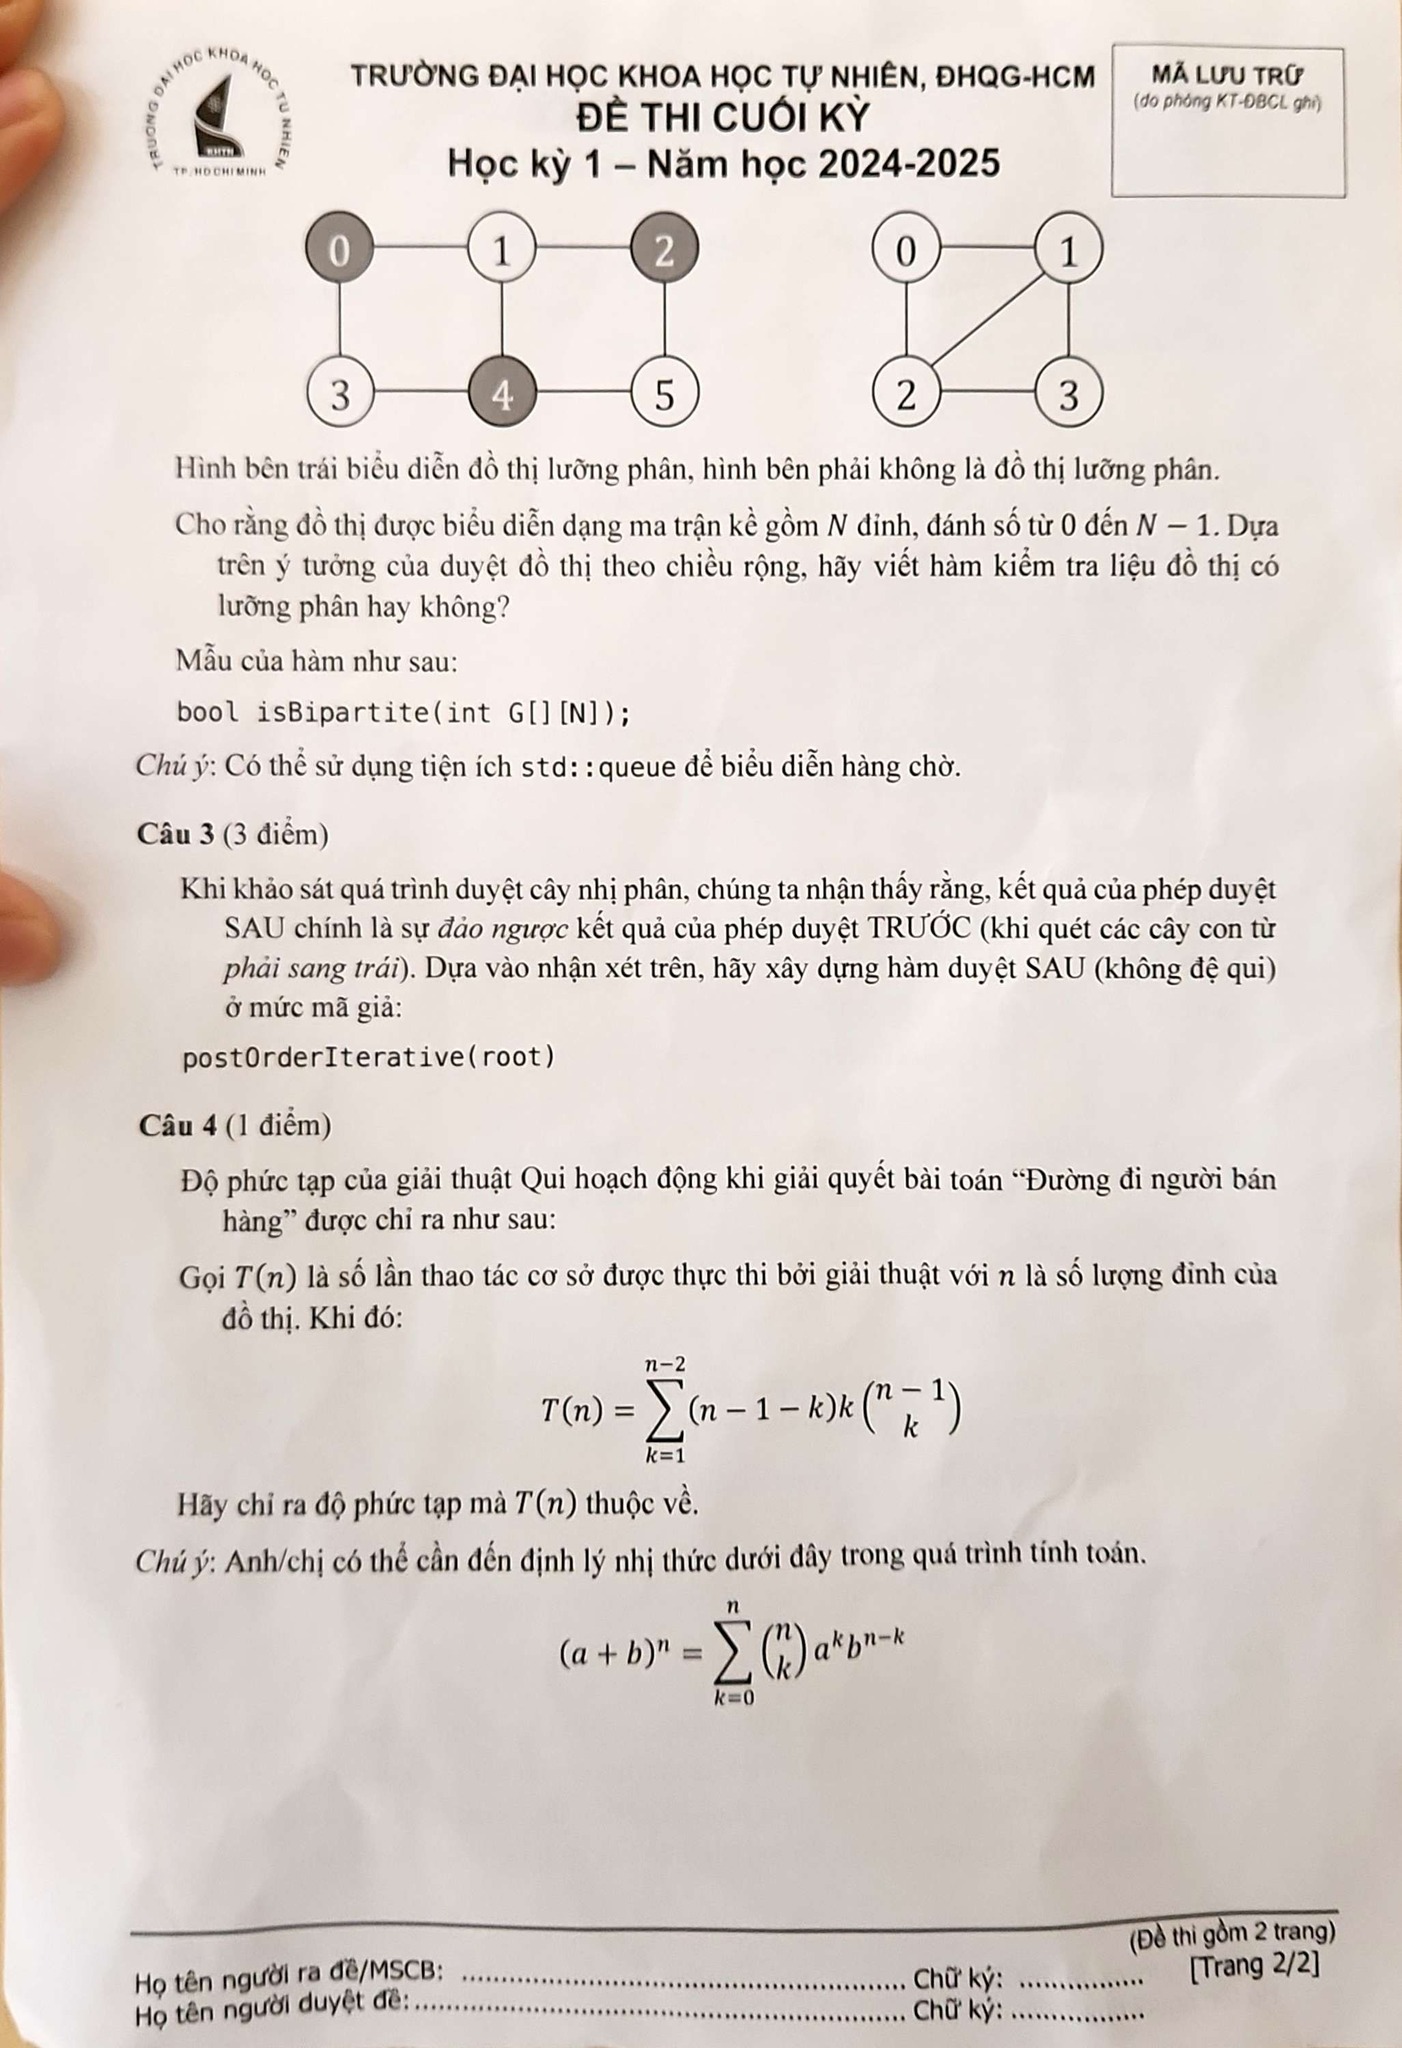 TRƯỜNG ĐẠI HỌC KHOA HỌC TỰ NHIÊN
KHTN
TP. HO CHI MINH
TRƯỜNG ĐẠI HỌC KHOA HỌC TỰ NHIÊN, ĐHQG-HCM
ĐỀ THI CUỐI KỲ
Học kỳ 1 – Năm học 2024-2025
MÃ LƯU TRỮ
(do phòng KT-ĐBCL ghi)
0 1 2 0 1
3 4 5 2 3
Hình bên trái biểu diễn đồ thị lưỡng phân, hình bên phải không là đồ thị lưỡng phân.
Cho rằng đồ thị được biểu diễn dạng ma trận kề gồm N đỉnh, đánh số từ 0 đến N − 1. Dựa
trên ý tưởng của duyệt đồ thị theo chiều rộng, hãy viết hàm kiểm tra liệu đồ thị có
lưỡng phân hay không?
Mẫu của hàm như sau:
bool isBipartite(int G[][N]);
Chú ý: Có thể sử dụng tiện ích std::queue để biểu diễn hàng chờ.
Câu 3 (3 điểm)
Khi khảo sát quá trình duyệt cây nhị phân, chúng ta nhận thấy rằng, kết quả của phép duyệt
SAU chính là sự đảo ngược kết quả của phép duyệt TRƯỚC (khi quét các cây con từ
phải sang trái). Dựa vào nhận xét trên, hãy xây dựng hàm duyệt SAU (không đệ qui)
ở mức mã giả:
postOrderIterative(root)
Câu 4 (1 điểm)
Độ phức tạp của giải thuật Qui hoạch động khi giải quyết bài toán “Đường đi người bán
hàng” được chỉ ra như sau:
Gọi T(n) là số lần thao tác cơ sở được thực thi bởi giải thuật với n là số lượng đỉnh của
đồ thị. Khi đó:
T(n) = ∑_{k=1}^{n−2} (n − 1 − k)k \binom{n − 1}{k}
Hãy chỉ ra độ phức tạp mà T(n) thuộc về.
Chú ý: Anh/chị có thể cần đến định lý nhị thức dưới đây trong quá trình tính toán.
(a + b)^n = ∑_{k=0}^{n} \binom{n}{k} a^k b^{n−k}
(Đề thi gồm 2 trang)
[Trang 2/2]
Họ tên người ra đề/MSCB: ........................................................ Chữ ký: ................
Họ tên người duyệt đề: ........................................................ Chữ ký: .................